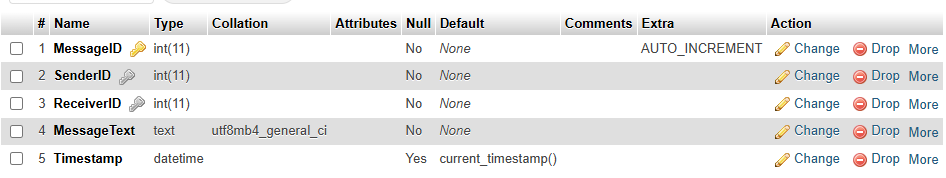 # Name Type Collation Attributes Null Default Comments Extra Action
1 MessageID int(11) No None AUTO_INCREMENT Change Drop More
2 SenderID int(11) No None Change Drop More
3 ReceiverID int(11) No None Change Drop More
4 MessageText text utf8mb4_general_ci No None Change Drop More
5 Timestamp datetime Yes current_timestamp() Change Drop More